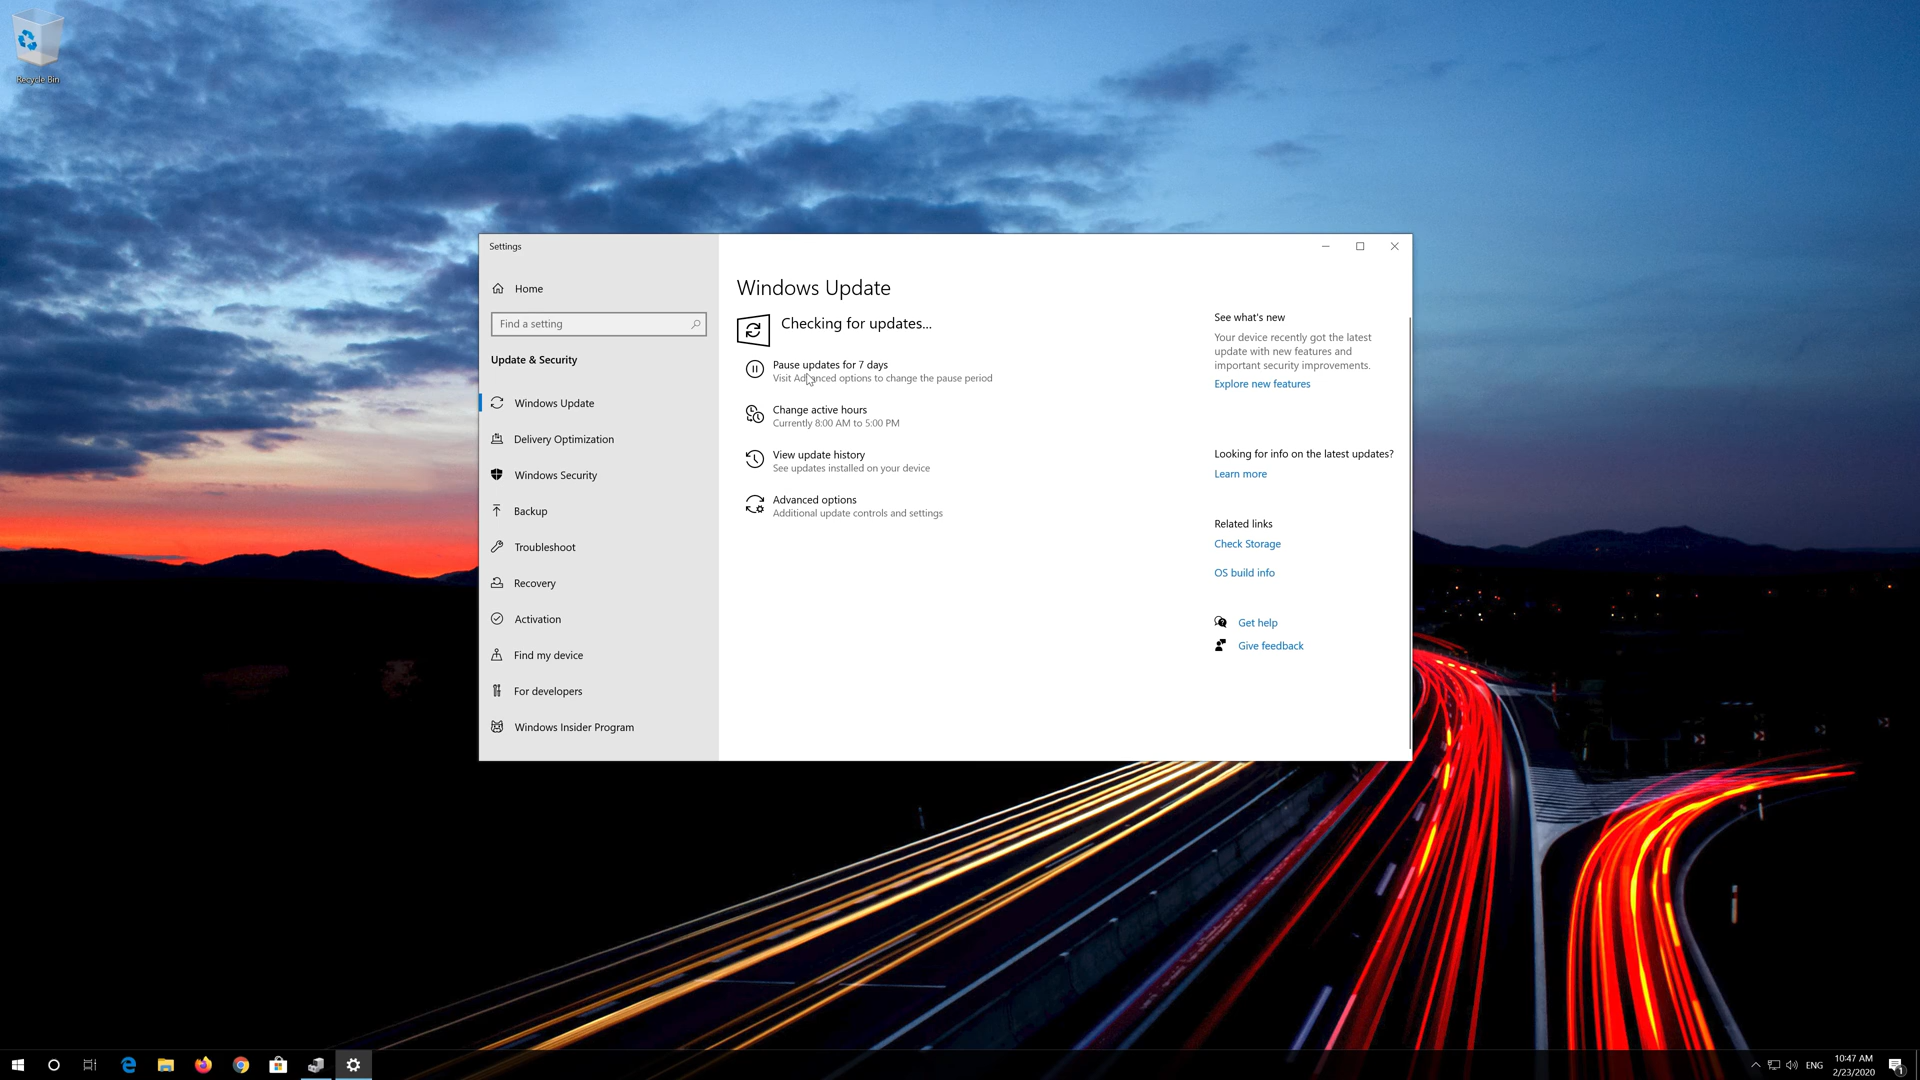 Recycle Bin
Settings
Home
Find a setting
Update & Security
Windows Update
Delivery Optimization
Windows Security
Backup
Troubleshoot
Recovery
Activation
Find my device
For developers
Windows Insider Program
Windows Update
Checking for updates...
Pause updates for 7 days
Visit Advanced options to change the pause period
Change active hours
Currently 8:00 AM to 5:00 PM
View update history
See updates installed on your device
Advanced options
Additional update controls and settings
See what's new
Your device recently got the latest
update with new features and
important security improvements.
Explore new features
Looking for info on the latest updates?
Learn more
Related links
Check Storage
OS build info
Get help
Give feedback
ENG
10:47 AM
2/23/2020
1